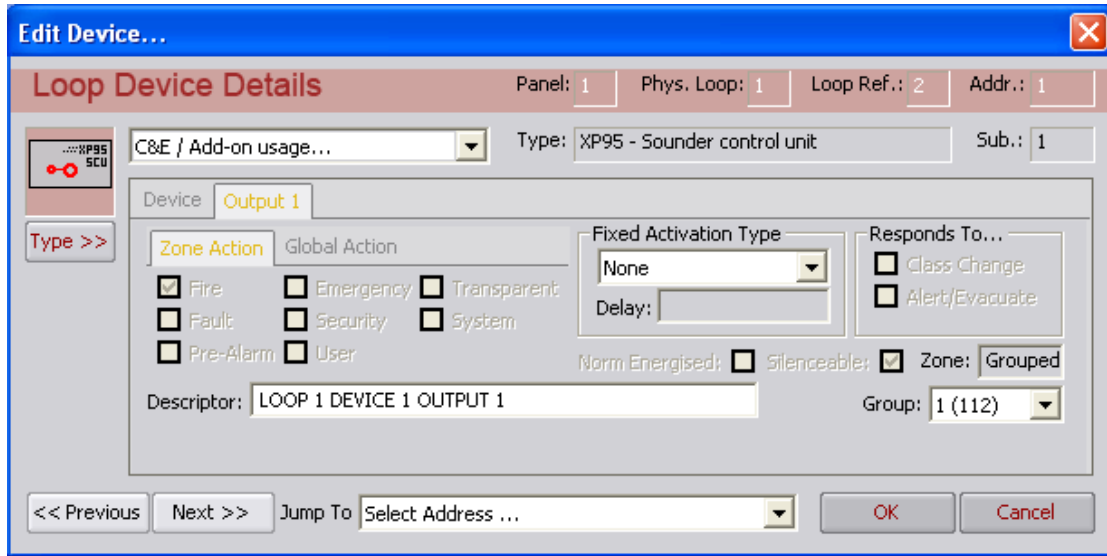 Edit Device...
Loop Device Details Panel: 1 Phys. Loop: 1 Loop Ref.: 2 Addr.: 1
XP95
SCU
C&E / Add-on usage... Type: XP95 - Sounder control unit Sub.: 1
Device Output 1
Type >>
Zone Action Global Action
Fixed Activation Type
Responds To...
None
Class Change
Fire Emergency Transparent
Delay:
Alert/Evacuate
Fault Security System
Pre-Alarm User
Norm Energised: Silenceable: Zone: Grouped
Descriptor: LOOP 1 DEVICE 1 OUTPUT 1
Group: 1 (112)
<< Previous Next >> Jump To Select Address ... OK Cancel